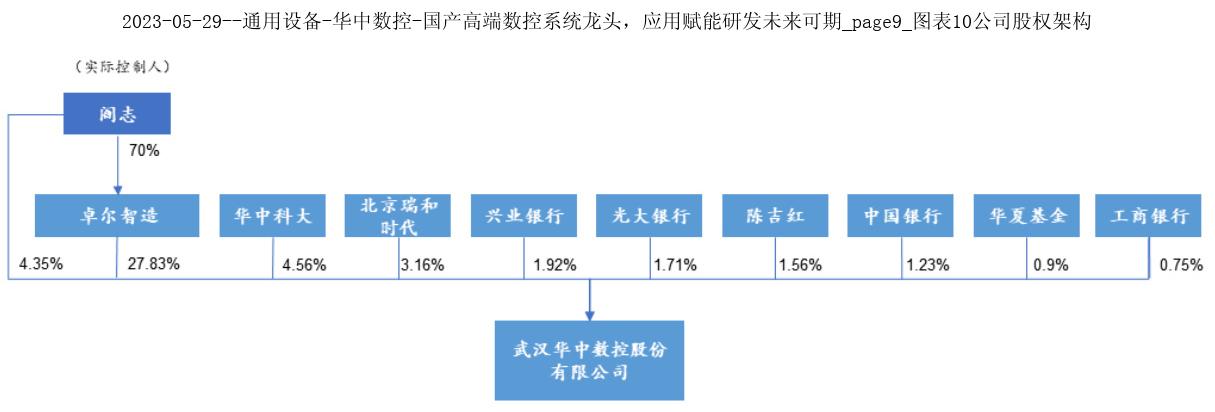 2023-05-29--通用设备-华中数控-国产高端数控系统龙头，应用赋能研发未来可期_page9_图表10公司股权架构
（实际控制人）
阎志
70%
卓尔智造
华中科大
北京瑞和
时代
兴业银行
光大银行
陈吉红
中国银行
华夏基金
工商银行
4.35%
27.83%
4.56%
3.16%
1.92%
1.71%
1.56%
1.23%
0.9%
0.75%
武汉华中数控股份
有限公司